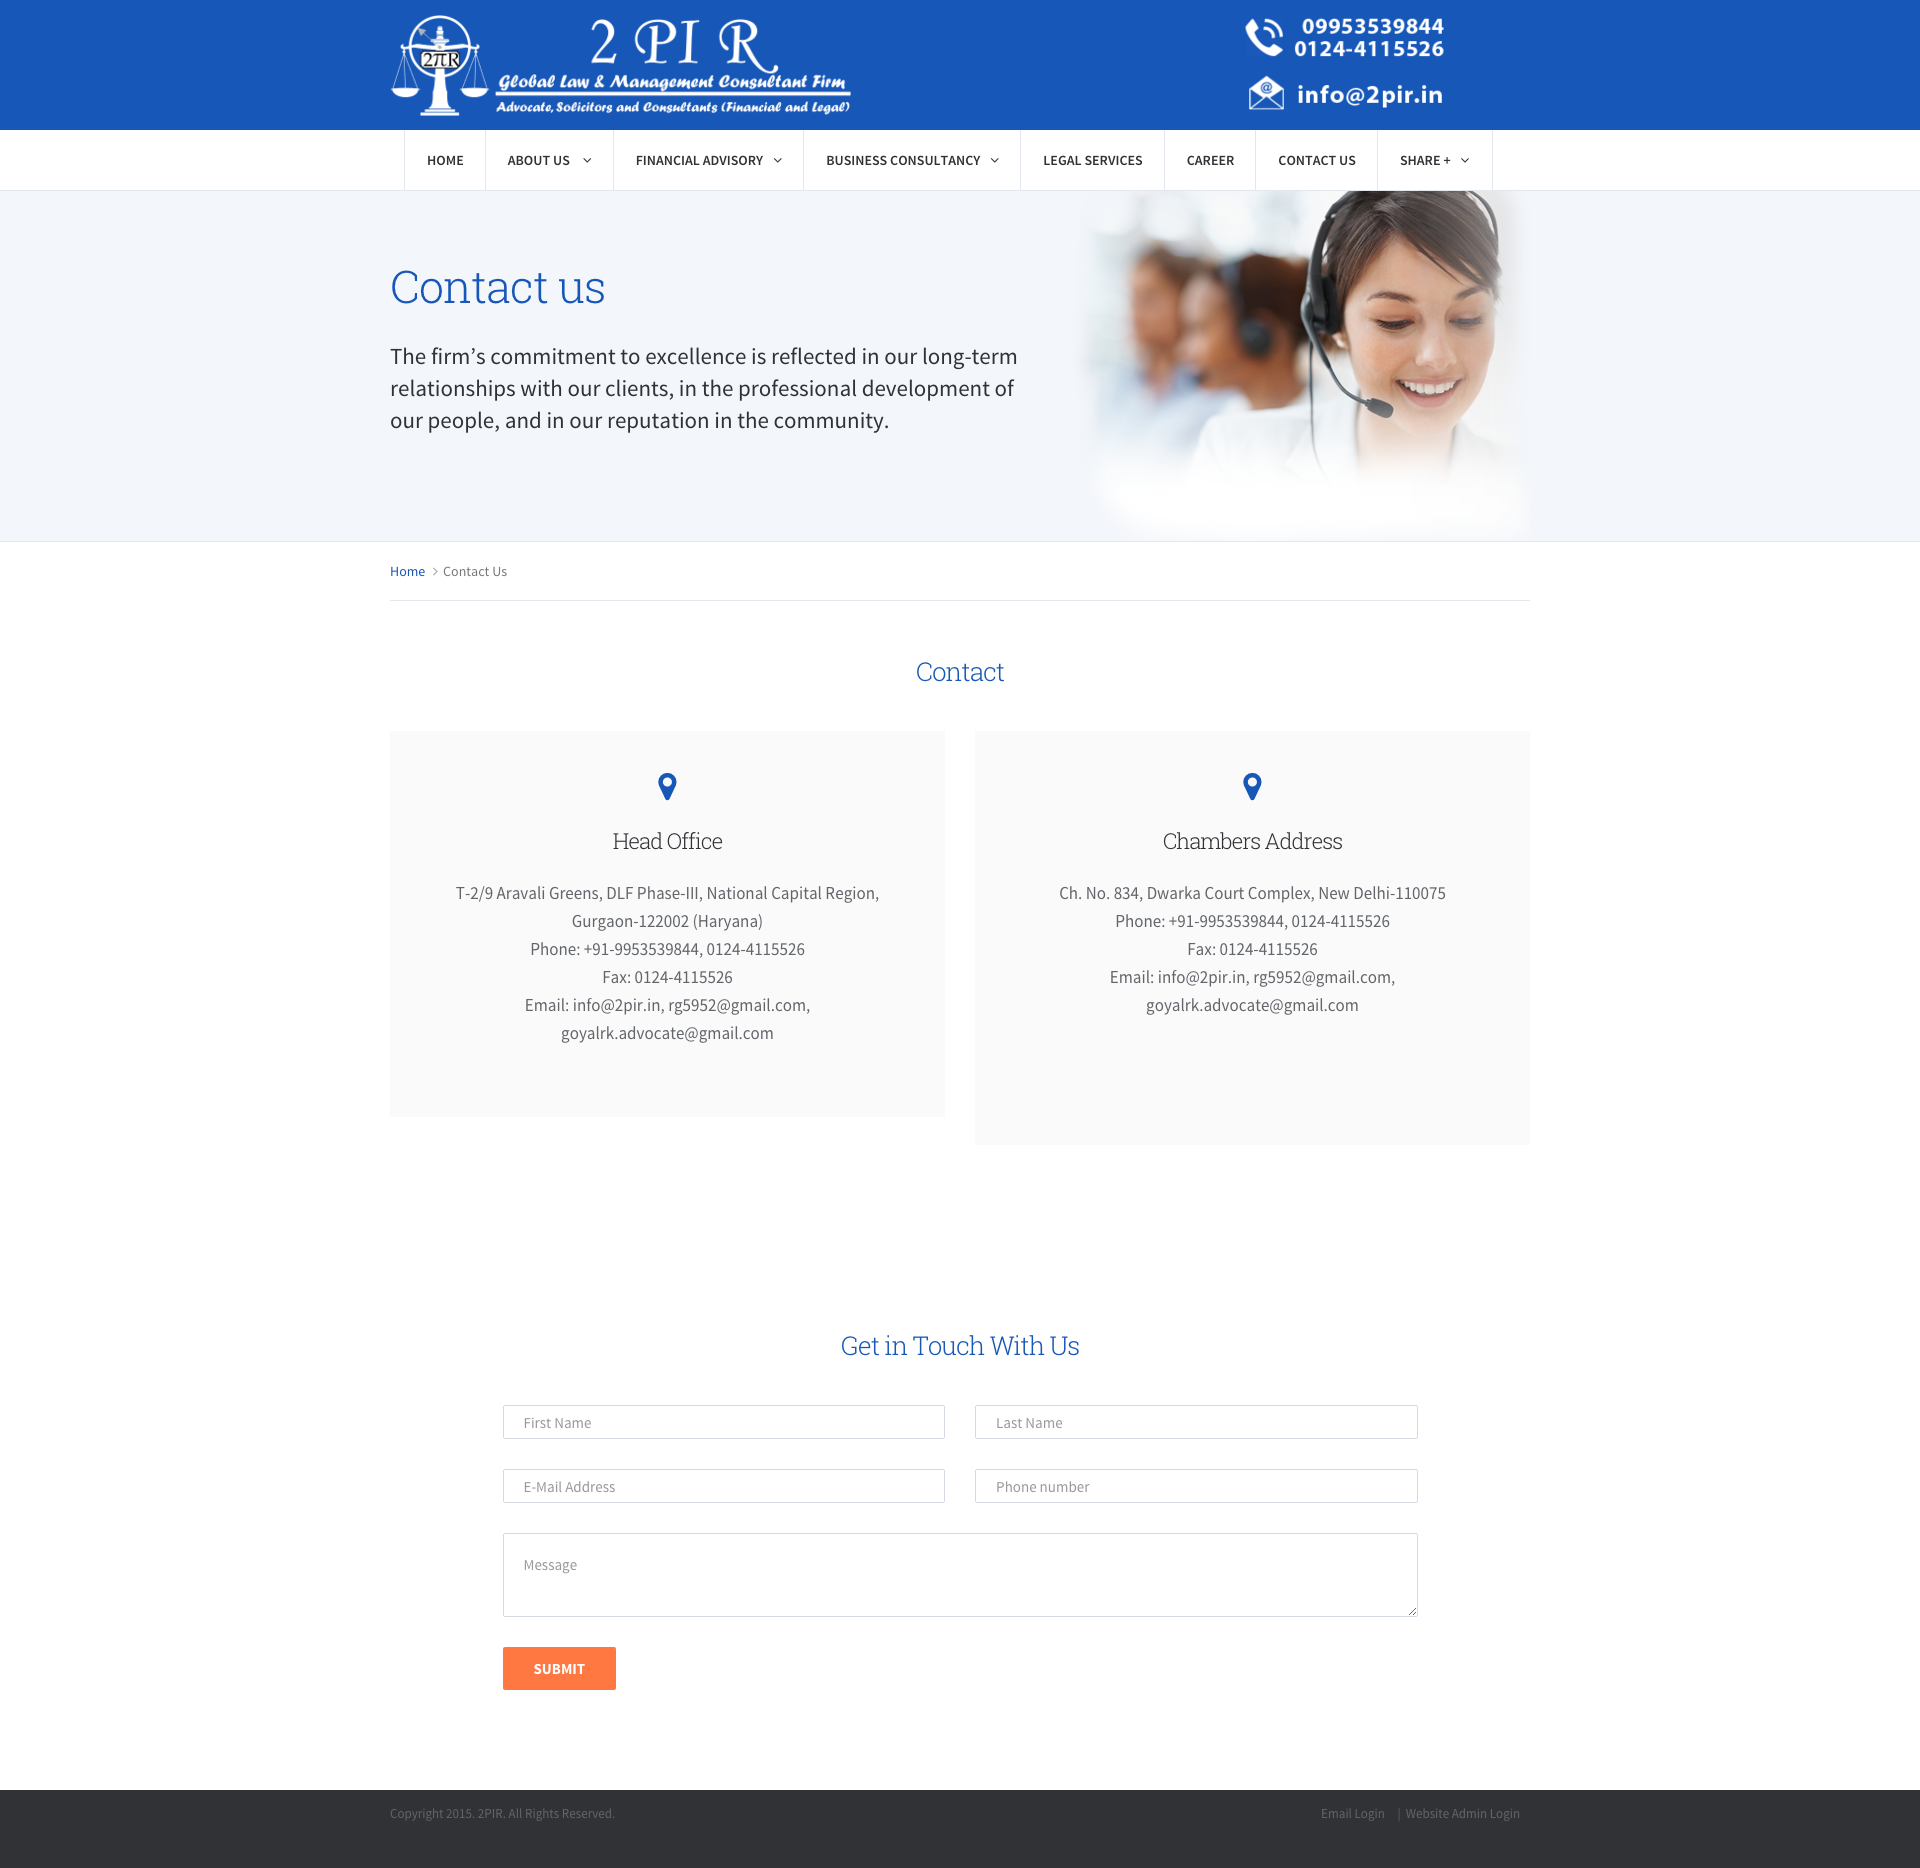 2πR
2 PI R
Global Law & Management Consultant Firm
Advocate, Solicitors and Consultants (Financial and Legal)
09953539844
0124-4115526
info@2pir.in
HOME
ABOUT US
FINANCIAL ADVISORY
BUSINESS CONSULTANCY
LEGAL SERVICES
CAREER
CONTACT US
SHARE +
Contact us
The firm’s commitment to excellence is reflected in our long-term
relationships with our clients, in the professional development of
our people, and in our reputation in the community.
Home > Contact Us
Contact
Head Office
T-2/9 Aravali Greens, DLF Phase-III, National Capital Region,
Gurgaon-122002 (Haryana)
Phone: +91-9953539844, 0124-4115526
Fax: 0124-4115526
Email: info@2pir.in, rg5952@gmail.com,
goyalrk.advocate@gmail.com
Chambers Address
Ch. No. 834, Dwarka Court Complex, New Delhi-110075
Phone: +91-9953539844, 0124-4115526
Fax: 0124-4115526
Email: info@2pir.in, rg5952@gmail.com,
goyalrk.advocate@gmail.com
Get in Touch With Us
First Name
Last Name
E-Mail Address
Phone number
Message
SUBMIT
Copyright 2015. 2PIR. All Rights Reserved.
Email Login | Website Admin Login